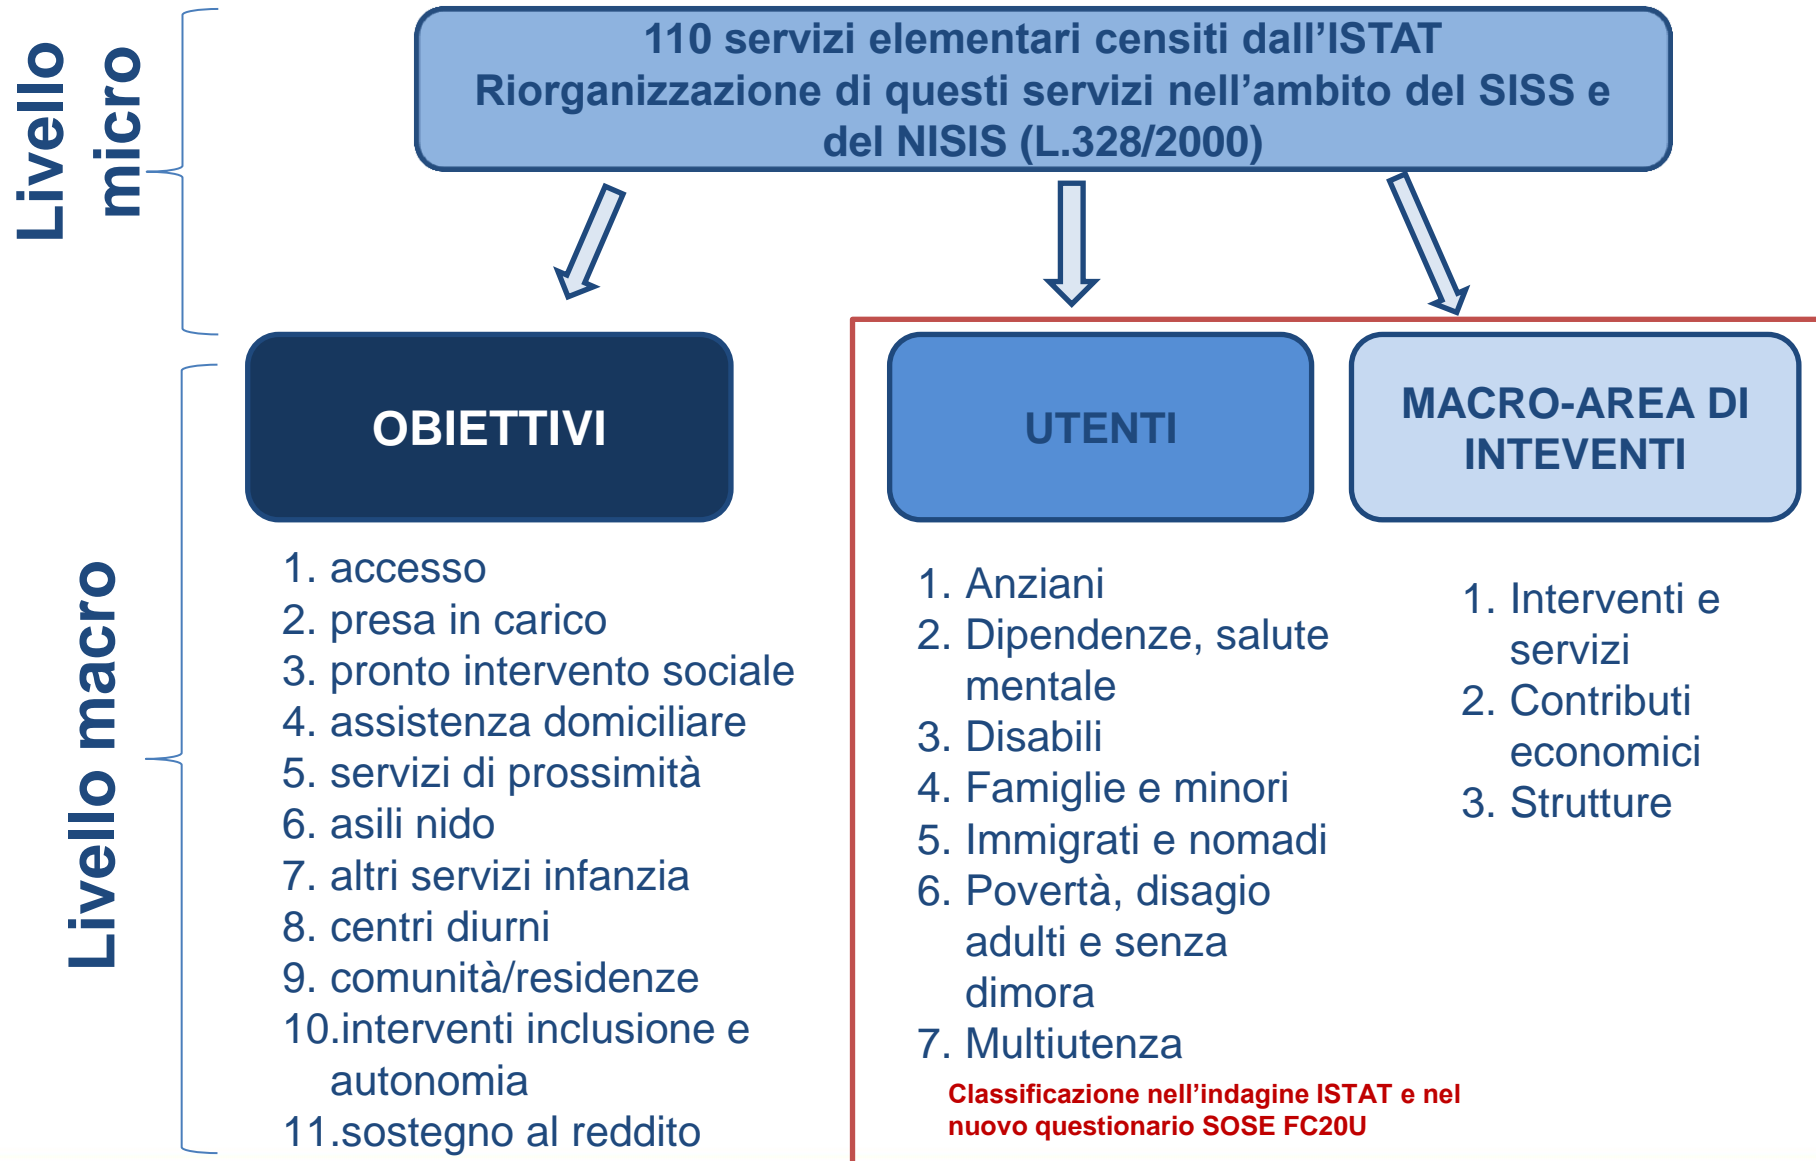 Livello
micro
110 servizi elementari censiti dall’ISTAT
Riorganizzazione di questi servizi nell’ambito del SISS e
del NISIS (L.328/2000)
Livello macro
OBIETTIVI
1. accesso
2. presa in carico
3. pronto intervento sociale
4. assistenza domiciliare
5. servizi di prossimità
6. asili nido
7. altri servizi infanzia
8. centri diurni
9. comunità/residenze
10.interventi inclusione e
autonomia
11.sostegno al reddito
UTENTI
1. Anziani
2. Dipendenze, salute
mentale
3. Disabili
4. Famiglie e minori
5. Immigrati e nomadi
6. Povertà, disagio
adulti e senza
dimora
7. Multiutenza
MACRO-AREA DI
INTEVENTI
1. Interventi e
servizi
2. Contributi
economici
3. Strutture
Classificazione nell’indagine ISTAT e nel
nuovo questionario SOSE FC20U